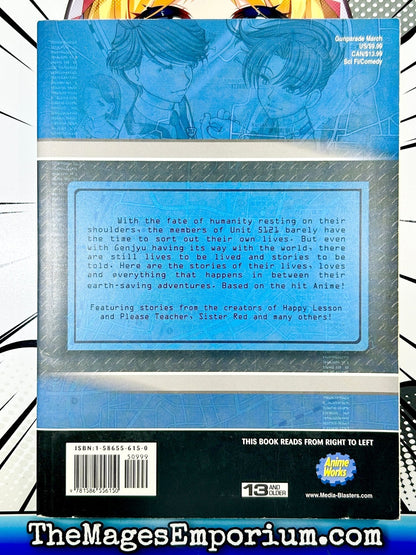 Gunparade March
US/$9.99
CAN/$13.99
Sci Fi/Comedy
With the fate of humanity resting on their
shoulders, the members of Unit 5121 barely have
the time to sort out their own lives. But even
with Genjyu having its way with the world, there
are still lives to be lived and stories to be
told. Here are the stories of their lives, loves
and everything that happens in between their
earth-saving adventures. Based on the hit Anime!
Featuring stories from the creators of Happy Lesson
and Please Teacher, Sister Red and many others!
ISBN:1-58655-615-0
50999
9 781586 556150
THIS BOOK READS FROM RIGHT TO LEFT
13 AND OLDER
Anime Works
www.Media-Blasters.com
TheMagesEmporium.com